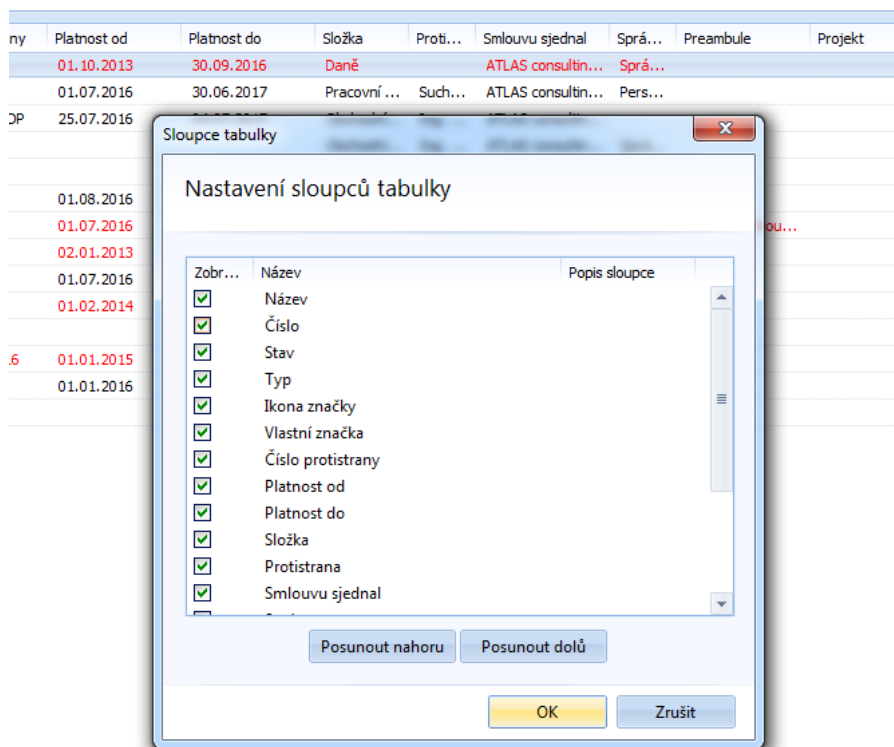 ny Platnost od Platnost do Složka Proti... Smlouvu sjednal Sprá... Preambule Projekt
01.10.2013 30.09.2016 Daně ATLAS consultin... Sprá...
01.07.2016 30.06.2017 Pracovní ... Such... ATLAS consultin... Pers...
OP 25.07.2016
01.08.2016
01.07.2016 ou...
02.01.2013
01.07.2016
01.02.2014
.6 01.01.2015
01.01.2016
Sloupce tabulky
Nastavení sloupců tabulky
Zobr... Název Popis sloupce
Název
Číslo
Stav
Typ
Ikona značky
Vlastní značka
Číslo protistrany
Platnost od
Platnost do
Složka
Protistrana
Smlouvu sjednal
Posunout nahoru Posunout dolů
OK Zrušit